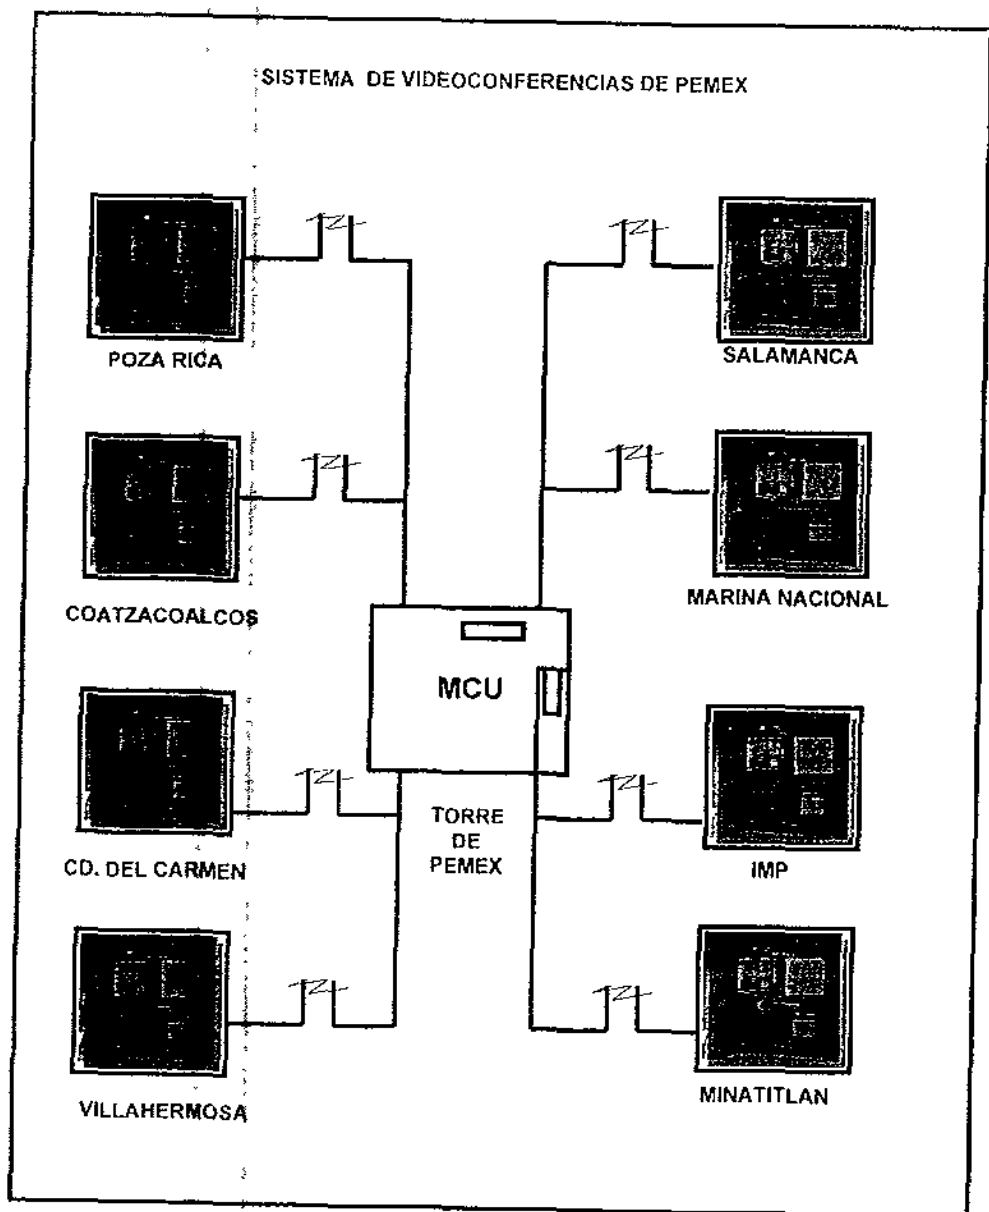 SISTEMA DE VIDEOCONFERENCIAS DE PEMEX
POZA RICA
SALAMANCA
COATZACOALCOS
MARINA NACIONAL
MCU
TORRE
DE
PEMEX
CD. DEL CARMEN
IMP
VILLAHERMOSA
MINATITLAN